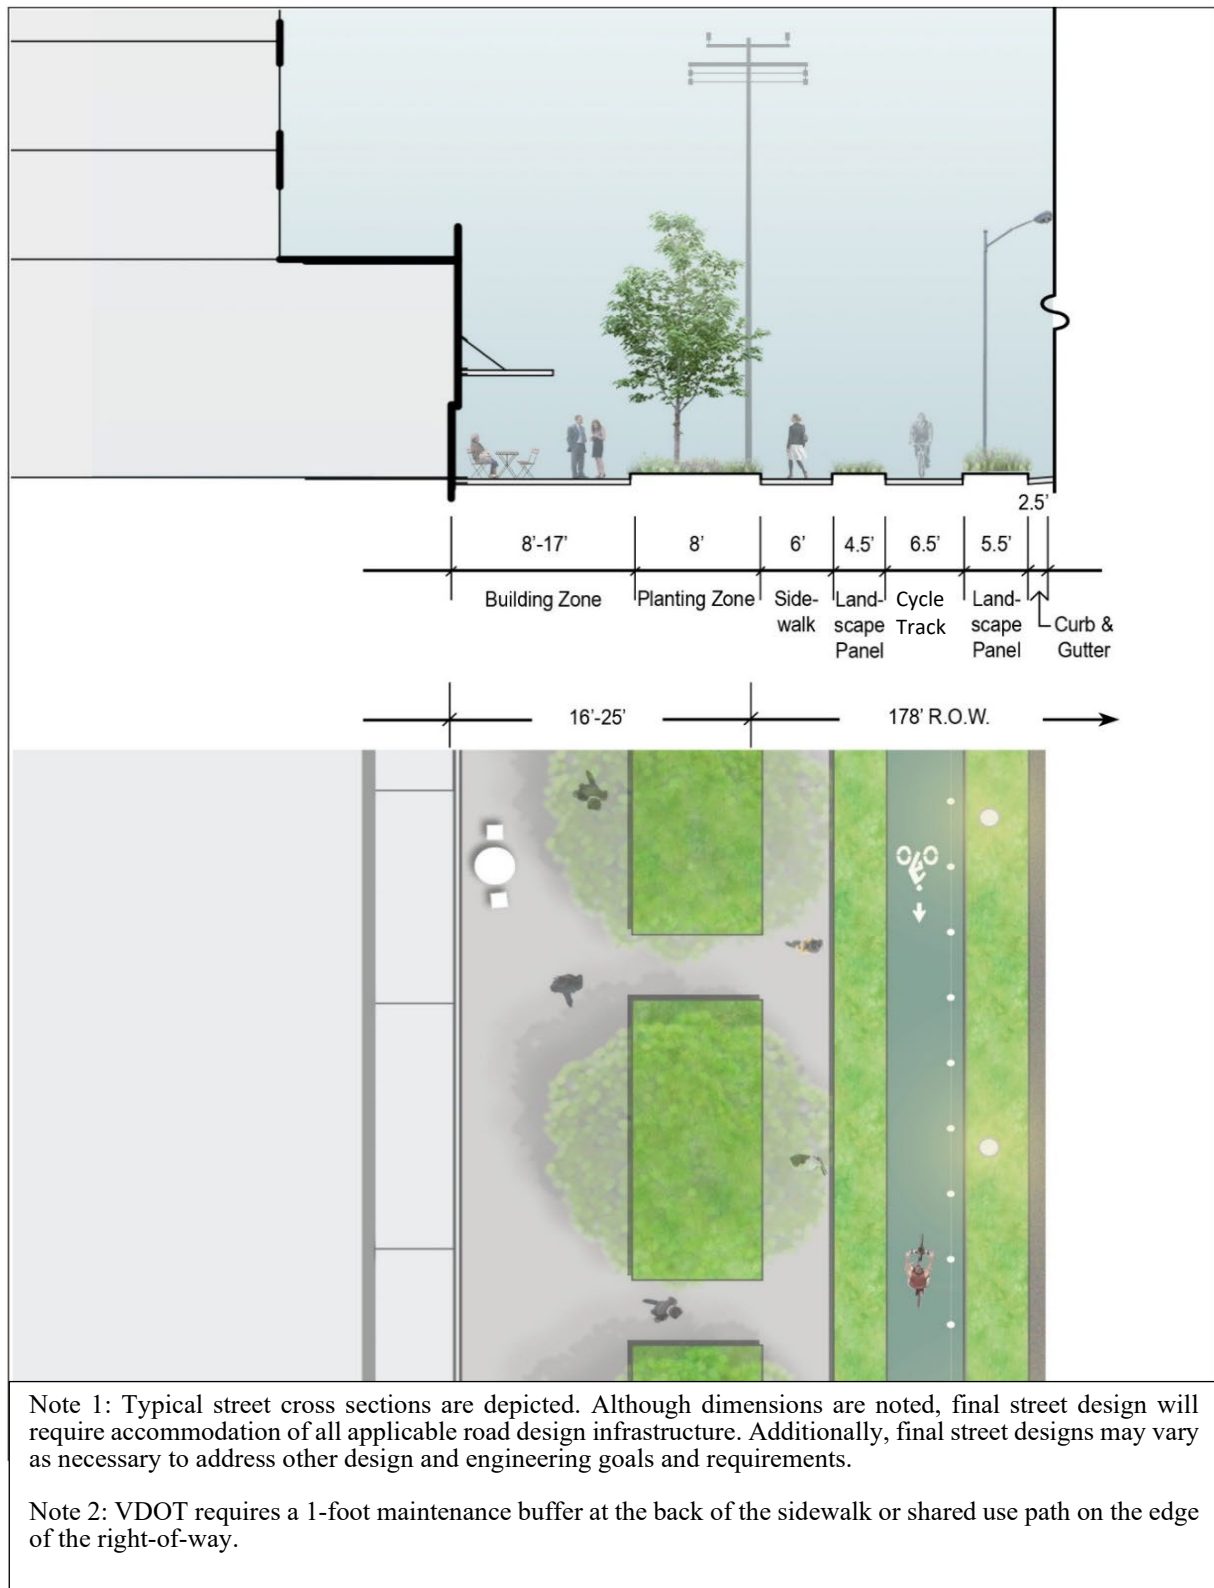 2.5'
8'-17'
8'
6'
4.5'
6.5'
5.5'
Building Zone
Planting Zone
Side-
walk
Land-
scape
Panel
Cycle
Track
Land-
scape
Panel
Curb &
Gutter
16'-25'
178' R.O.W.
Note 1: Typical street cross sections are depicted. Although dimensions are noted, final street design will
require accommodation of all applicable road design infrastructure. Additionally, final street designs may vary
as necessary to address other design and engineering goals and requirements.
Note 2: VDOT requires a 1-foot maintenance buffer at the back of the sidewalk or shared use path on the edge
of the right-of-way.